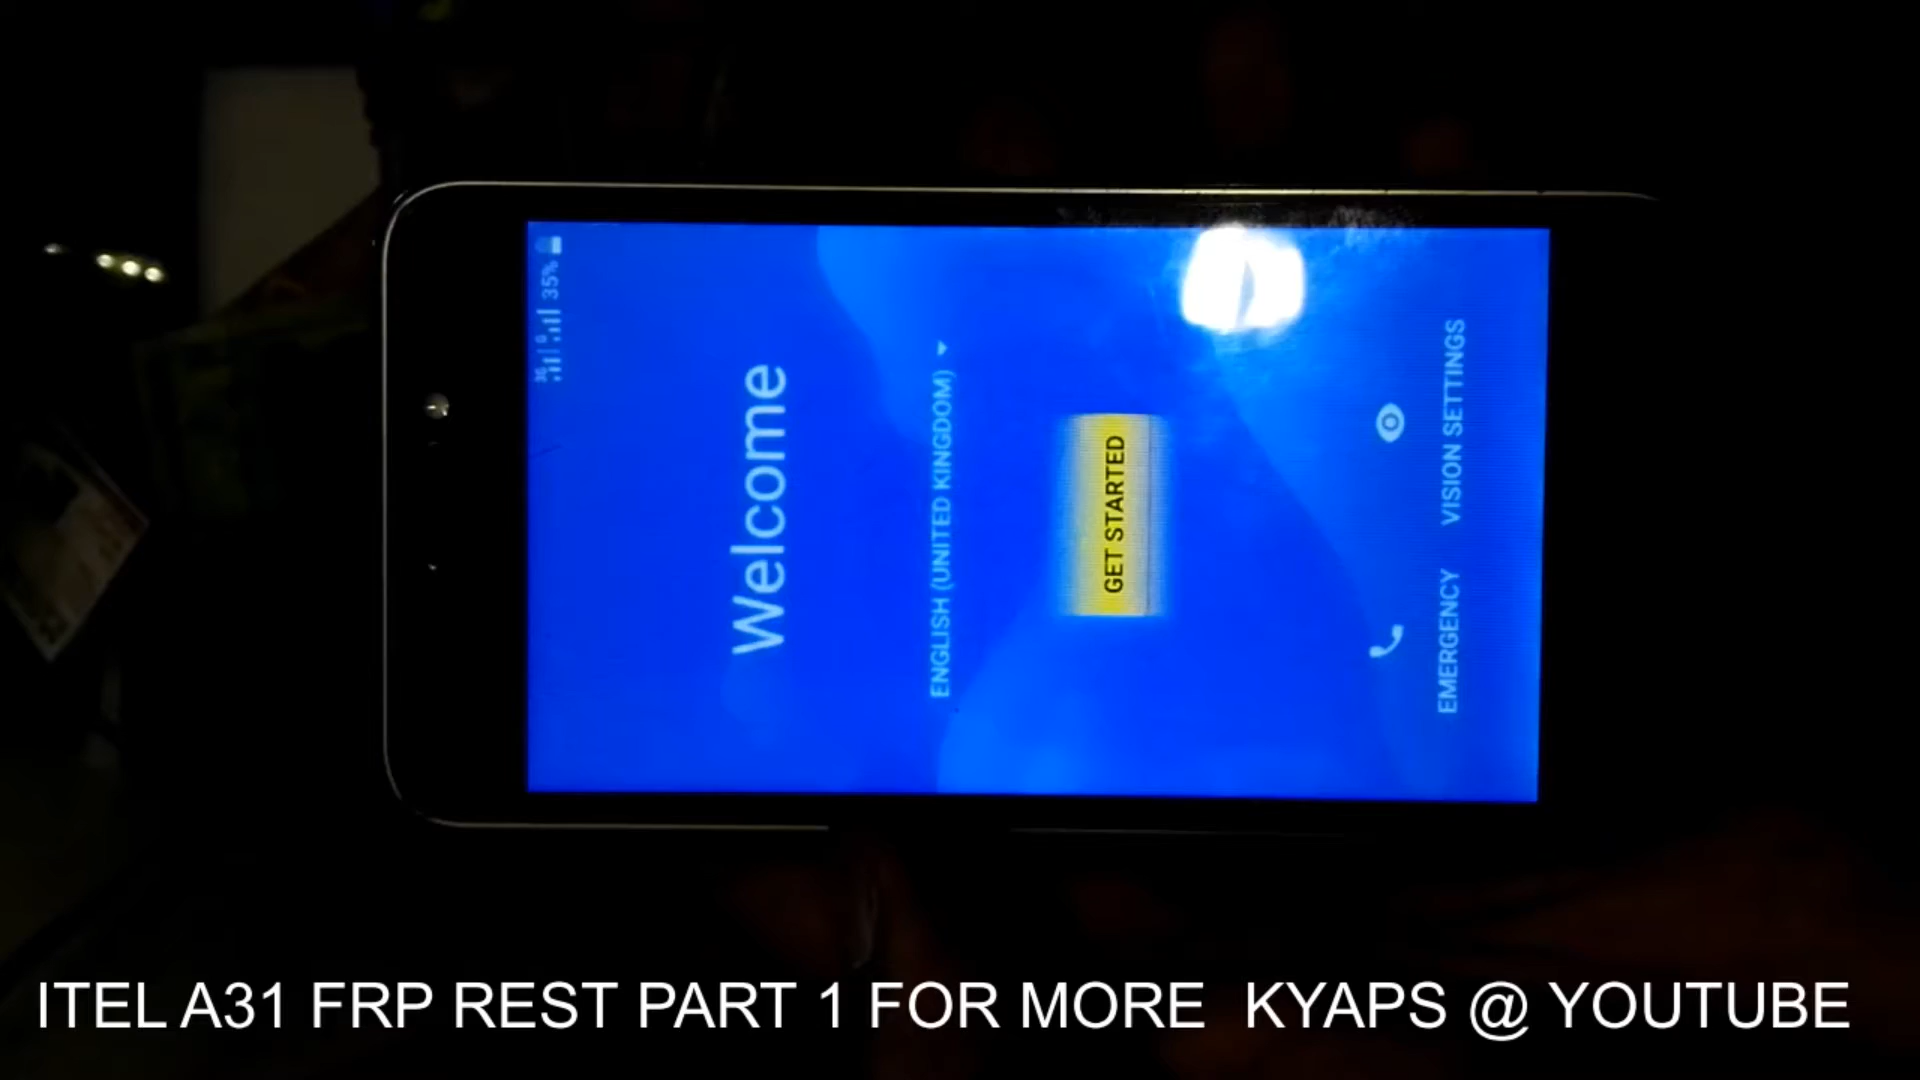 3G 35%
Welcome
ENGLISH (UNITED KINGDOM)
GET STARTED
EMERGENCY
VISION SETTINGS
ITEL A31 FRP REST PART 1 FOR MORE KYAPS @ YOUTUBE